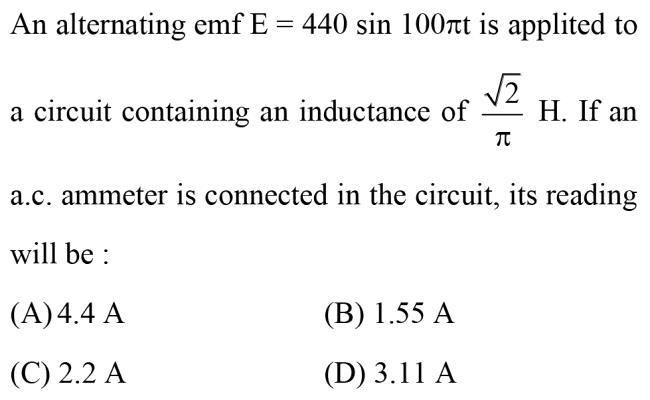 An alternating emf E = 440 sin 100πt is applited to
a circuit containing an inductance of √2/π H. If an
a.c. ammeter is connected in the circuit, its reading
will be :
(A) 4.4 A (B) 1.55 A
(C) 2.2 A (D) 3.11 A